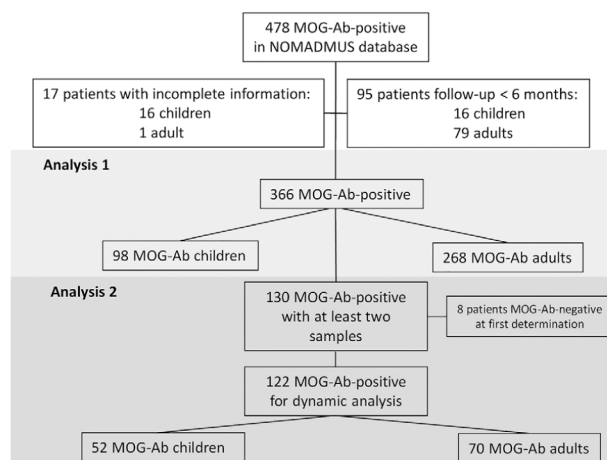 478 MOG-Ab-positive
in NOMADMUS database
17 patients with incomplete information:
16 children
1 adult
95 patients follow-up < 6 months:
16 children
79 adults
Analysis 1
366 MOG-Ab-positive
98 MOG-Ab children
268 MOG-Ab adults
Analysis 2
130 MOG-Ab-positive
with at least two
samples
8 patients MOG-Ab-negative
at first determination
122 MOG-Ab-positive
for dynamic analysis
52 MOG-Ab children
70 MOG-Ab adults